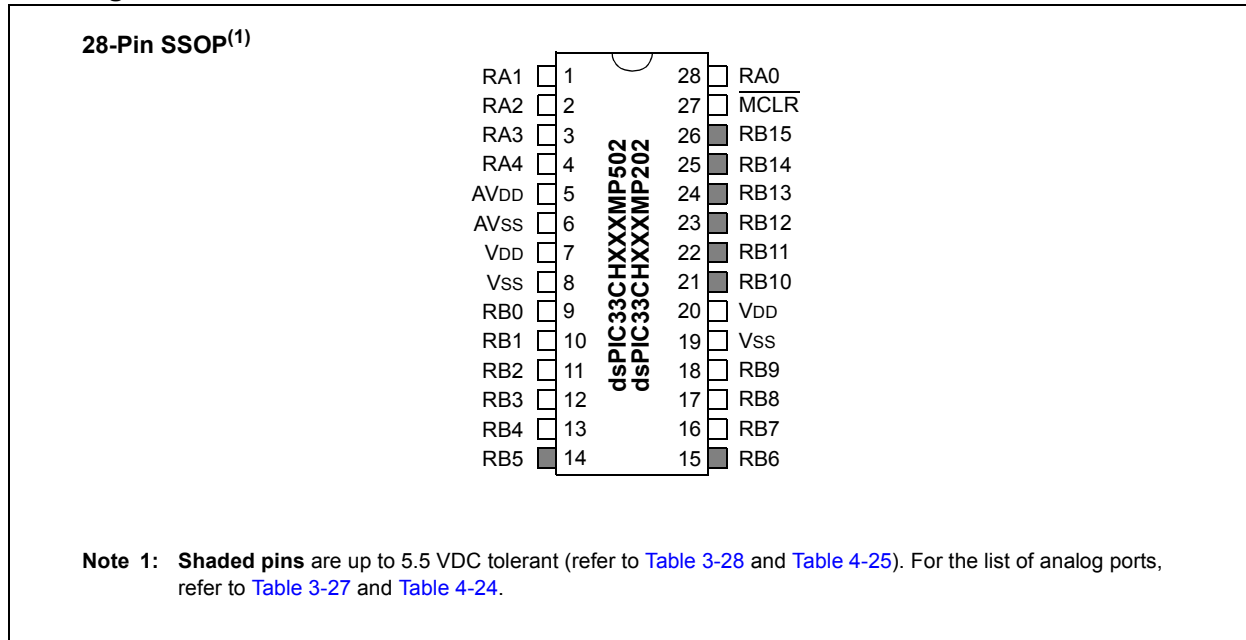 28-Pin SSOP(1)
RA1 1 28 RA0
RA2 2 27 MCLR
RA3 3 26 RB15
RA4 4 25 RB14
AVDD 5 24 RB13
AVSS 6 23 RB12
VDD 7 22 RB11
VSS 8 21 RB10
RB0 9 20 VDD
RB1 10 19 VSS
RB2 11 18 RB9
RB3 12 17 RB8
RB4 13 16 RB7
RB5 14 15 RB6
dsPIC33CHXXXMP502
dsPIC33CHXXXMP202
Note 1: Shaded pins are up to 5.5 VDC tolerant (refer to Table 3-28 and Table 4-25). For the list of analog ports,
refer to Table 3-27 and Table 4-24.